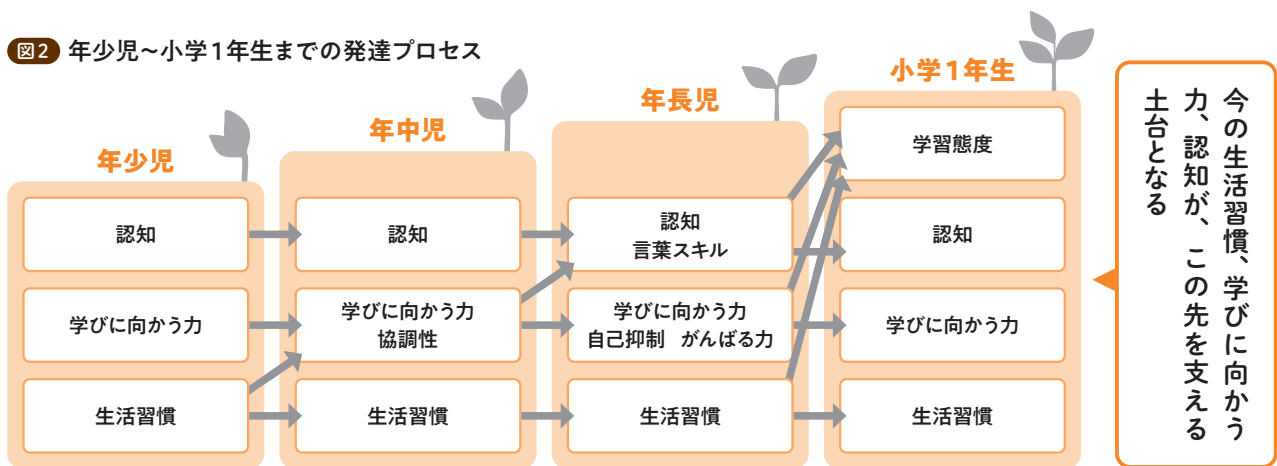 図2 年少児～小学1年生までの発達プロセス
年少児
認知
学びに向かう力
生活習慣
年中児
認知
学びに向かう力
協調性
生活習慣
年長児
認知
言葉スキル
学びに向かう力
自己抑制 がんばる力
生活習慣
小学1年生
学習態度
認知
学びに向かう力
生活習慣
今の生活習慣、学びに向かう
力、認知が、この先を支える
土台となる